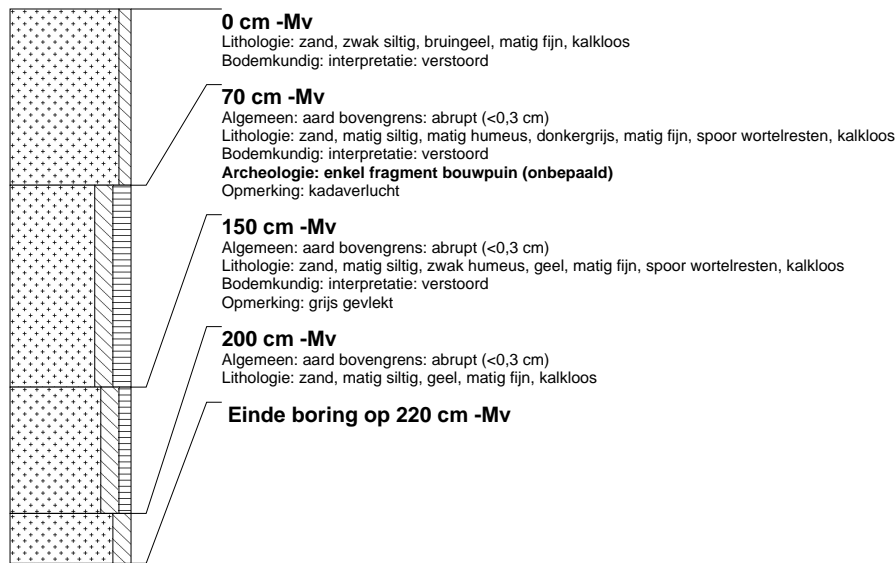 0 cm -Mv
Lithologie: zand, zwak siltig, bruingeel, matig fijn, kalkloos
Bodemkundig: interpretatie: verstoord
70 cm -Mv
Algemeen: aard bovengrens: abrupt (<0,3 cm)
Lithologie: zand, matig siltig, matig humeus, donkergrijs, matig fijn, spoor wortelresten, kalkloos
Bodemkundig: interpretatie: verstoord
Archeologie: enkel fragment bouwpuin (onbepaald)
Opmerking: kadaverlucht
150 cm -Mv
Algemeen: aard bovengrens: abrupt (<0,3 cm)
Lithologie: zand, matig siltig, zwak humeus, geel, matig fijn, spoor wortelresten, kalkloos
Bodemkundig: interpretatie: verstoord
Opmerking: grijs gevlekt
200 cm -Mv
Algemeen: aard bovengrens: abrupt (<0,3 cm)
Lithologie: zand, matig siltig, geel, matig fijn, kalkloos
Einde boring op 220 cm -Mv